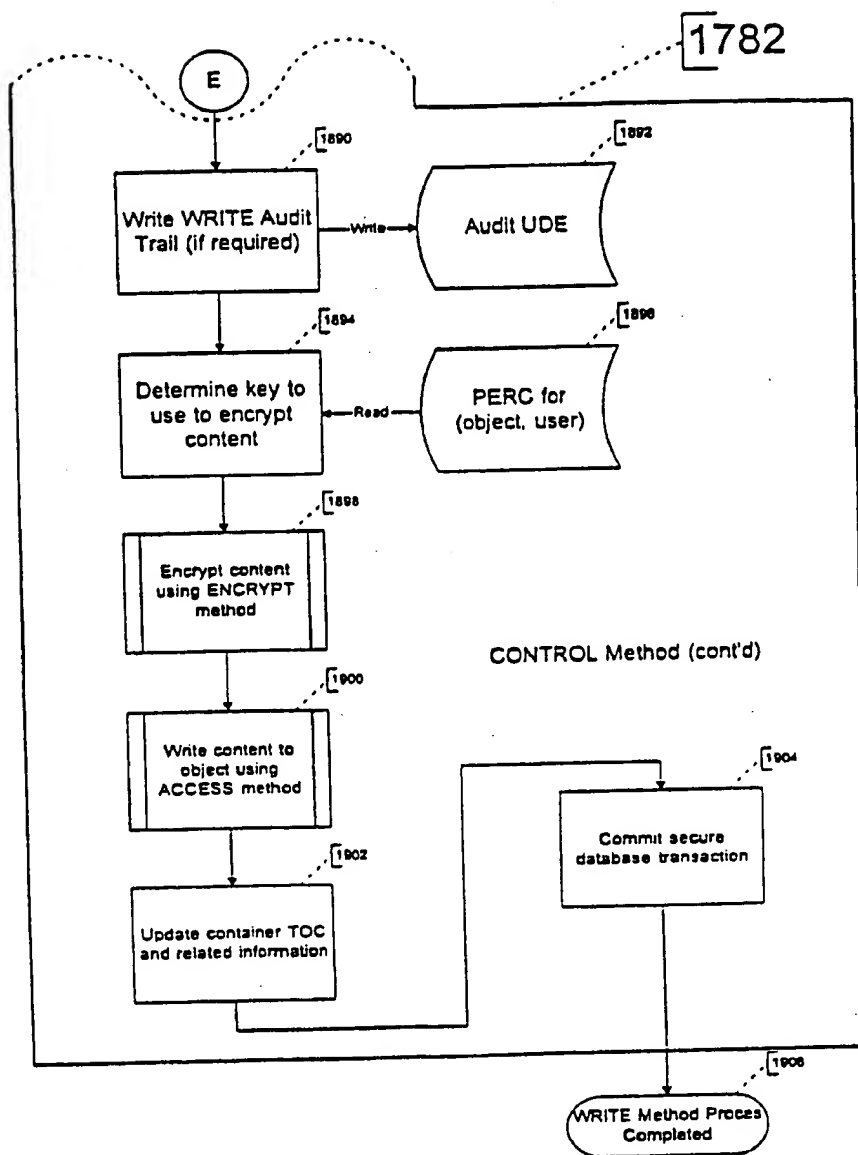 1782
E
1890
Write WRITE Audit
Trail (if required)
Write
1892
Audit UDE
1894
Determine key to
use to encrypt
content
Read
1896
PERC for
(object, user)
1898
Encrypt content
using ENCRYPT
method
CONTROL Method (cont'd)
1900
Write content to
object using
ACCESS method
1902
Update container TOC
and related information
1904
Commit secure
database transaction
1906
WRITE Method Proces
Completed